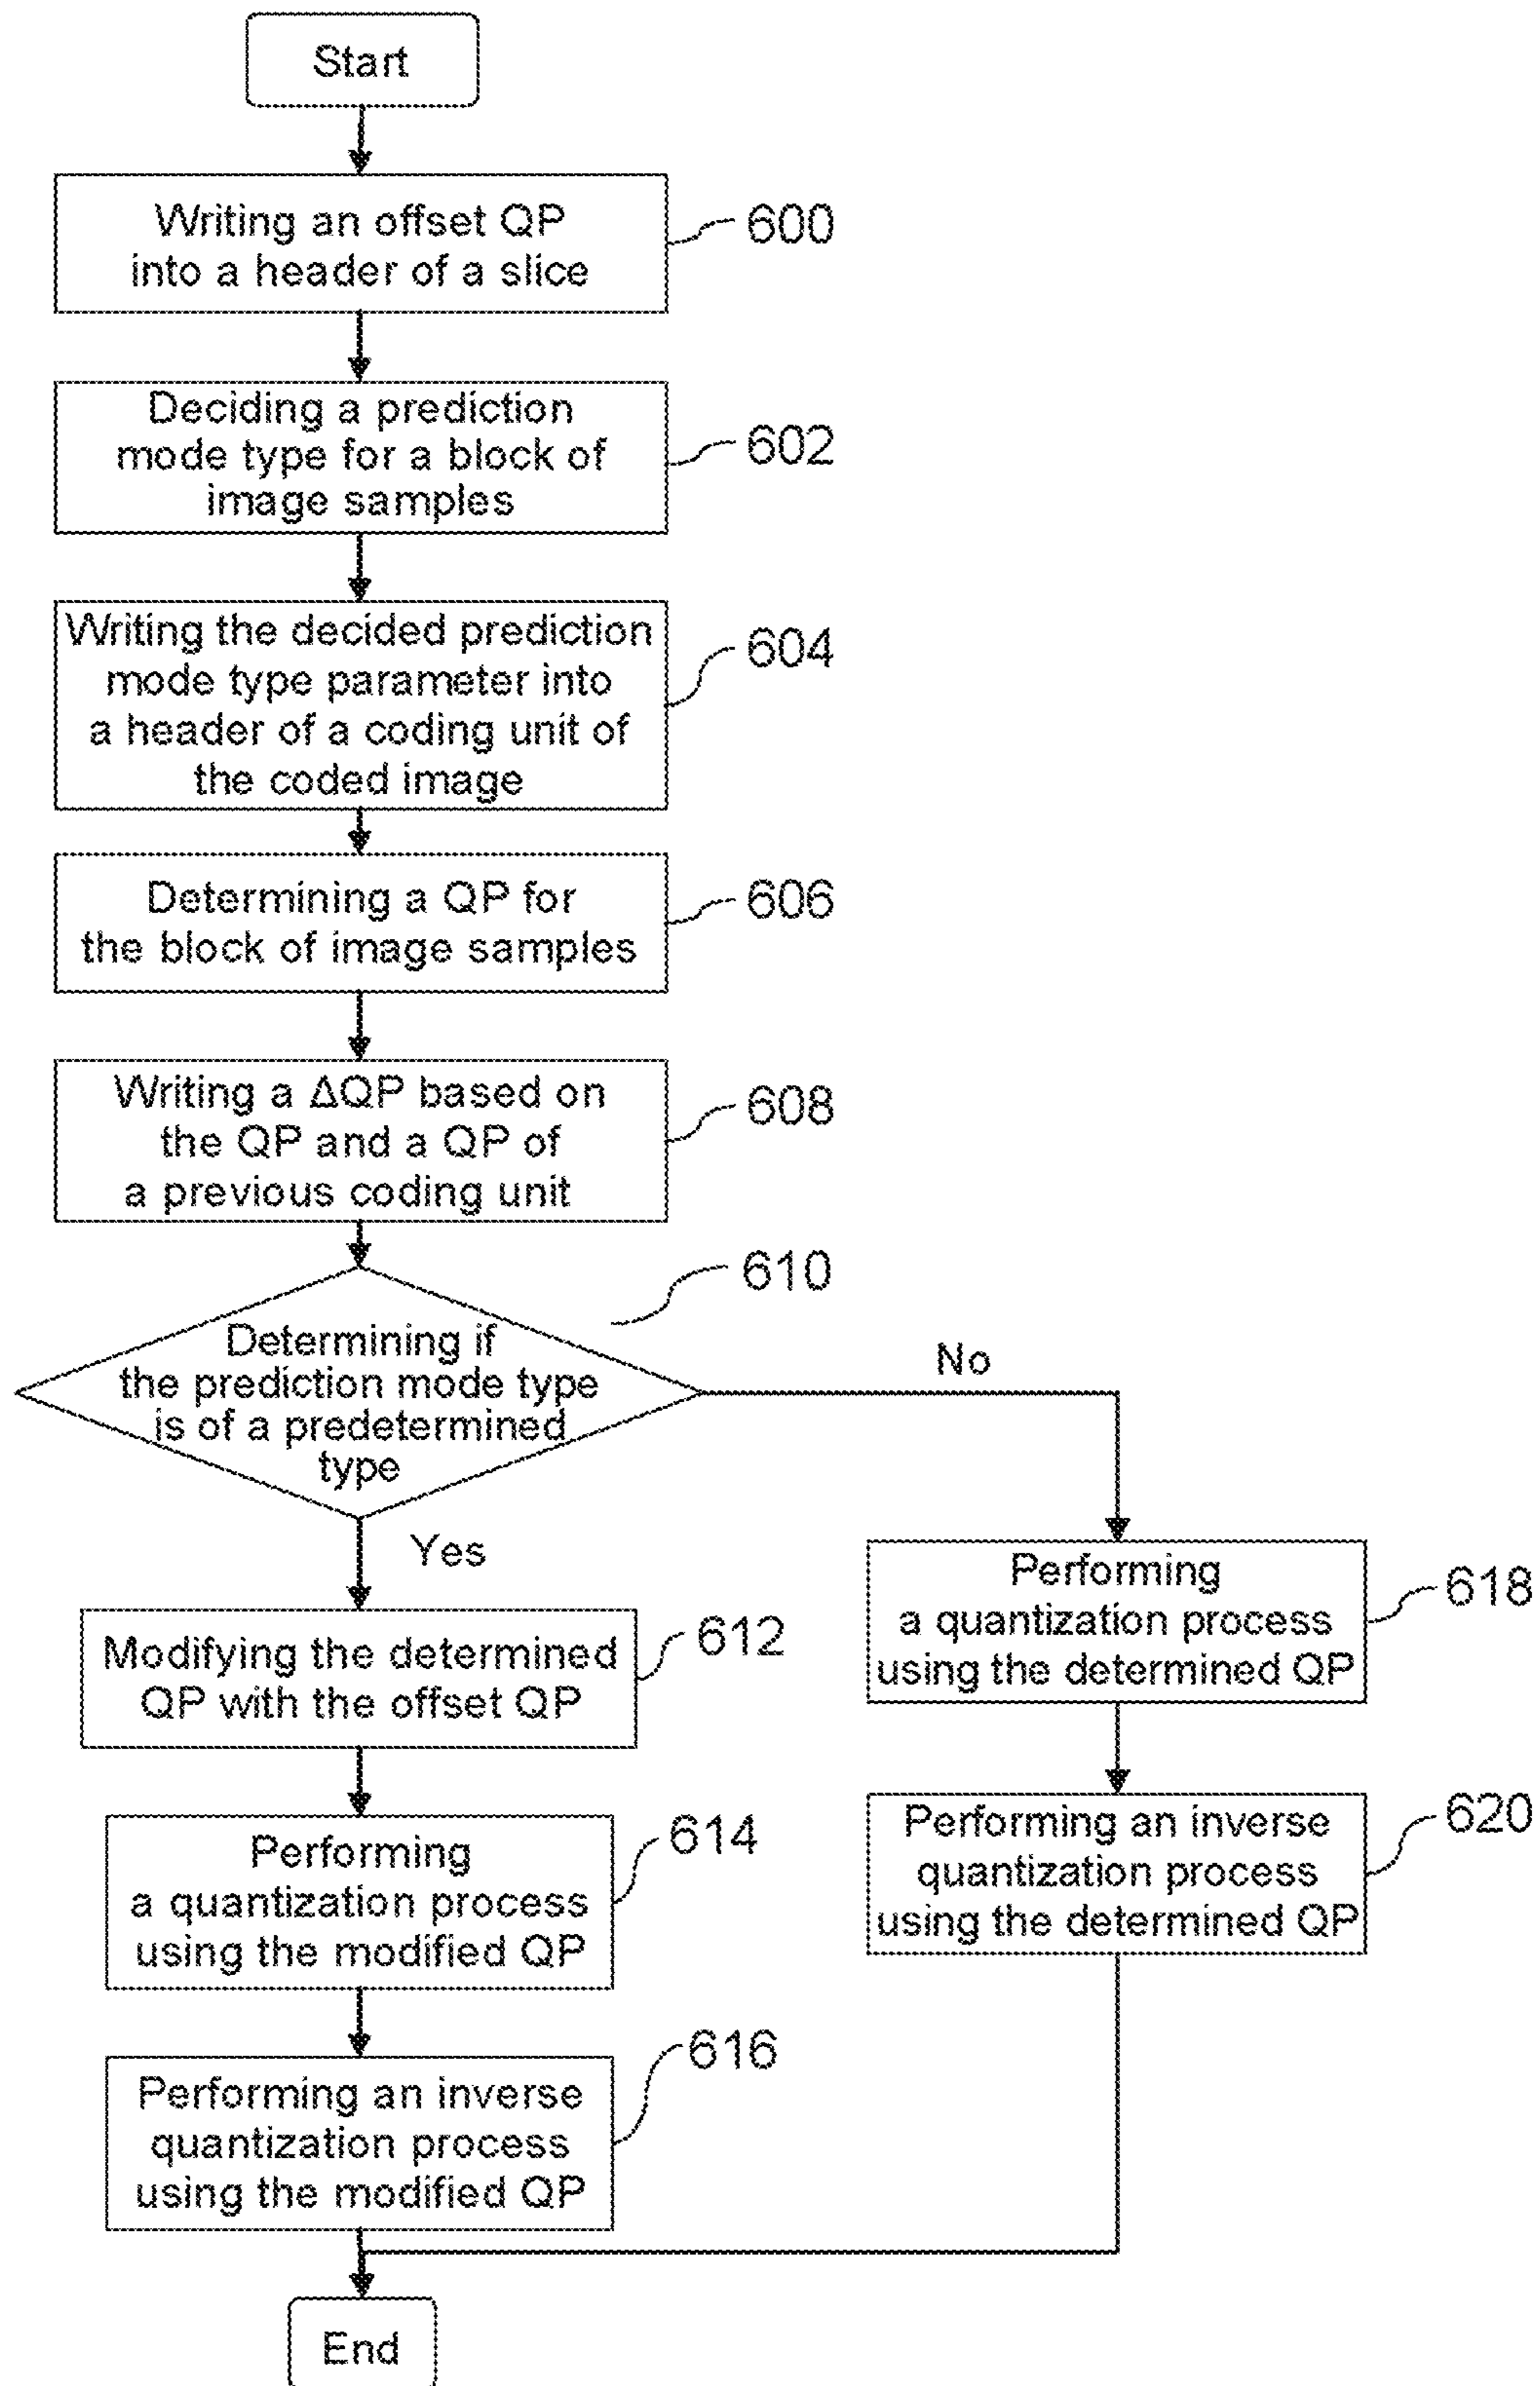 Start
Writing an offset QP
into a header of a slice
600
Deciding a prediction
mode type for a block of
image samples
602
Writing the decided prediction
mode type parameter into
a header of a coding unit of
the coded image
604
Determining a QP for
the block of image samples
606
Writing a ΔQP based on
the QP and a QP of
a previous coding unit
608
610
Determining if
the prediction mode type
is of a predetermined
type
No
Yes
Modifying the determined
QP with the offset QP
612
Performing
a quantization process
using the modified QP
614
Performing an inverse
quantization process
using the modified QP
616
Performing
a quantization process
using the determined QP
618
Performing an inverse
quantization process
using the determined QP
620
End